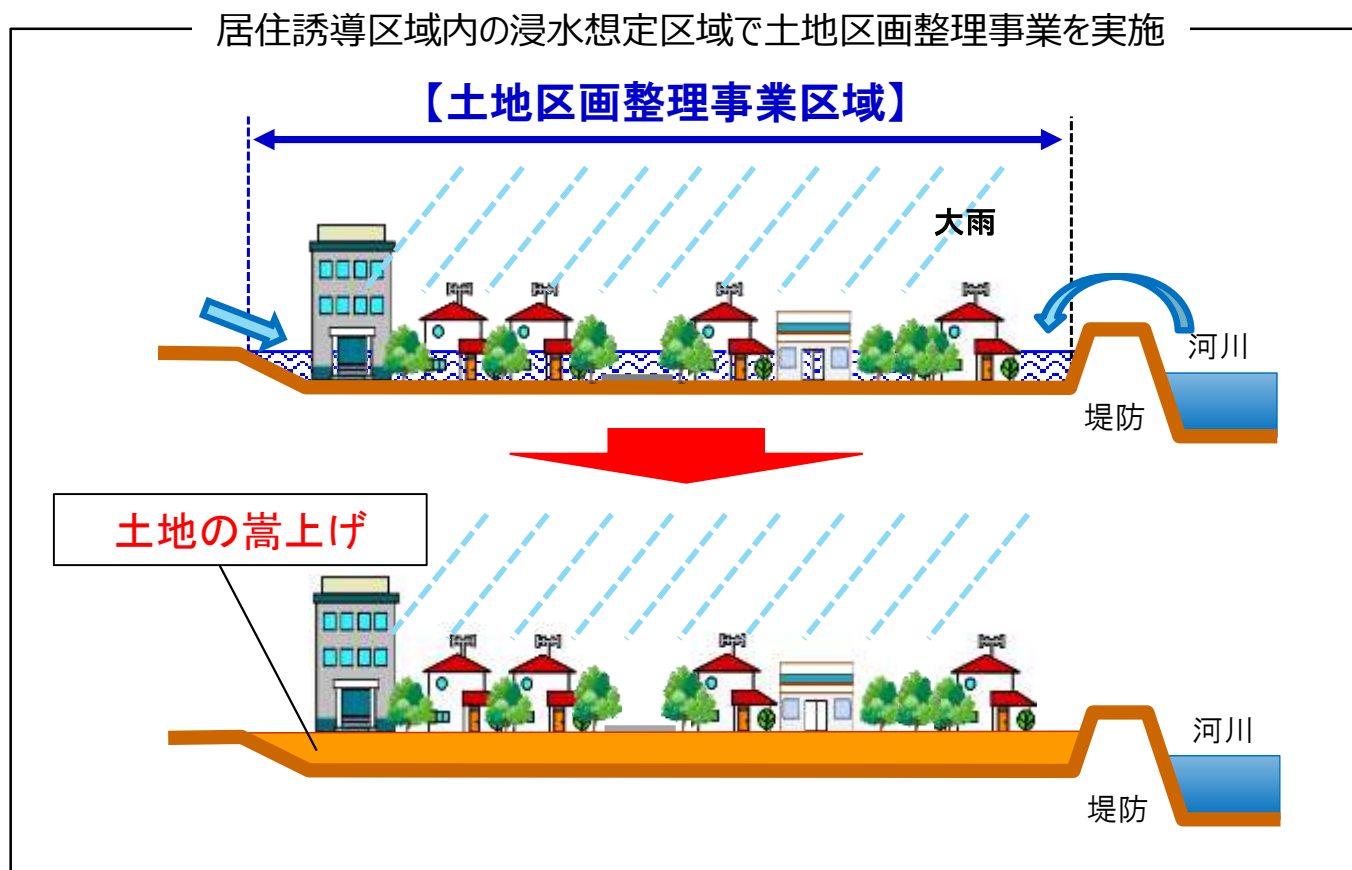 居住誘導区域内の浸水想定区域で土地区画整理事業を実施
【土地区画整理事業区域】
大雨
河川
堤防
土地の嵩上げ
河川
堤防